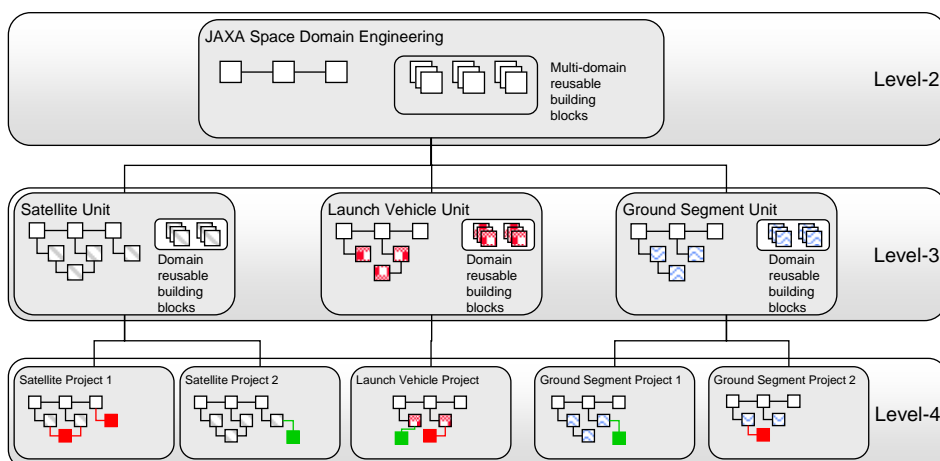 JAXA Space Domain Engineering
Multi-domain
reusable
building
blocks
Level-2
Satellite Unit
Domain
reusable
building
blocks
Launch Vehicle Unit
Domain
reusable
building
blocks
Ground Segment Unit
Domain
reusable
building
blocks
Level-3
Satellite Project 1
Satellite Project 2
Launch Vehicle Project
Ground Segment Project 1
Ground Segment Project 2
Level-4